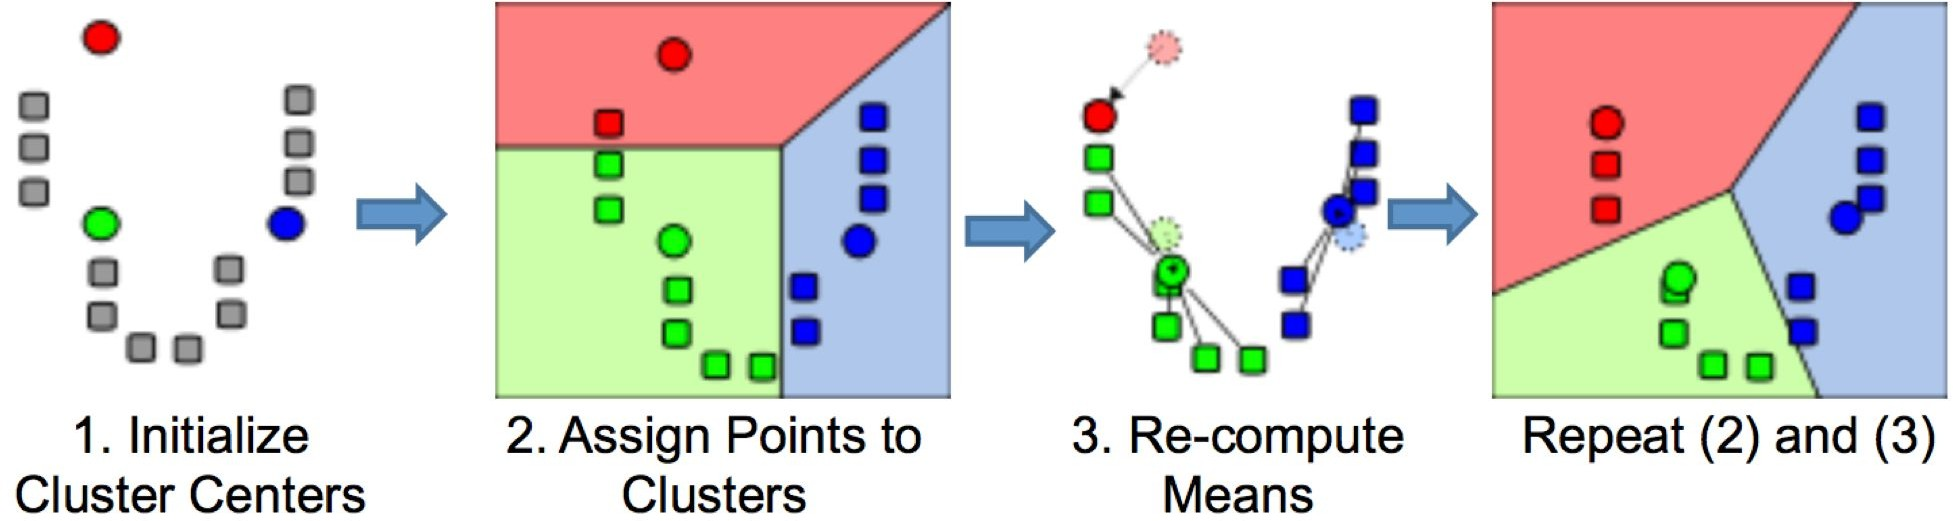 1. Initialize
Cluster Centers
2. Assign Points to
Clusters
3. Re-compute
Means
Repeat (2) and (3)